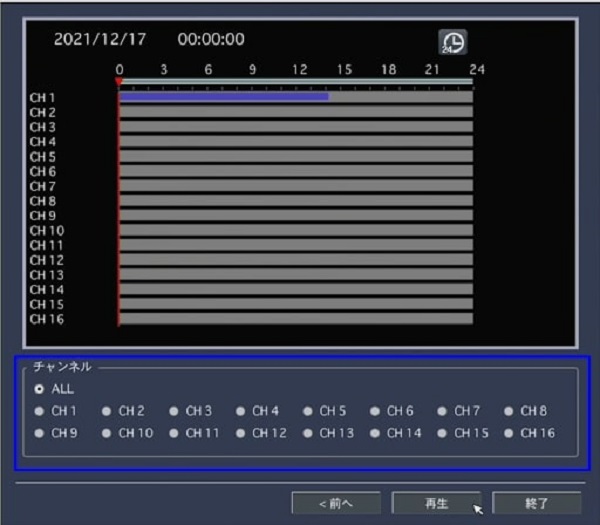 2021/12/17 00:00:00 24
0 3 6 9 12 15 18 21 24
CH 1
CH 2
CH 3
CH 4
CH 5
CH 6
CH 7
CH 8
CH 9
CH 10
CH 11
CH 12
CH 13
CH 14
CH 15
CH 16
チャンネル
ALL
CH 1 CH 2 CH 3 CH 4 CH 5 CH 6 CH 7 CH 8
CH 9 CH 10 CH 11 CH 12 CH 13 CH 14 CH 15 CH 16
<前へ 再生 終了